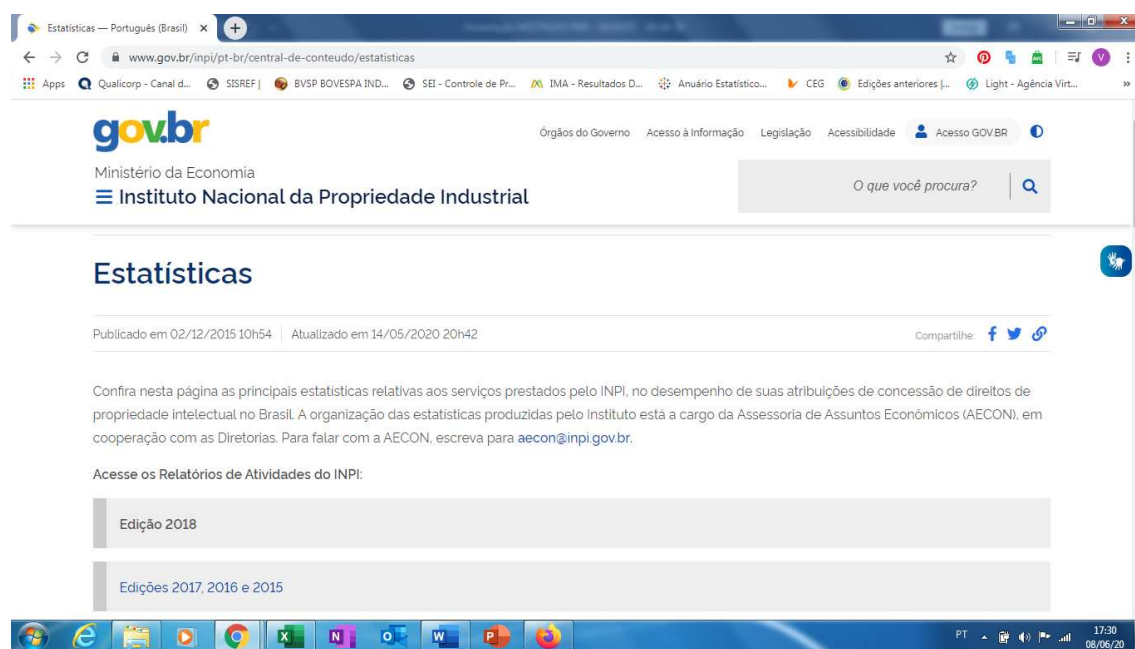 Estatísticas — Português (Brasil)
www.gov.br/inpi/pt-br/central-de-conteudo/estatisticas
V
Apps Qualicorp - Canal d... SISREF | BVSP BOVESPA IND... SEI - Controle de Pr... IMA - Resultados D... Anuário Estatístico... CEG Edições anteriores |... Light - Agência Virt... »
gov.br
Órgãos do Governo Acesso à Informação Legislação Acessibilidade Acesso GOV.BR
Ministério da Economia
Instituto Nacional da Propriedade Industrial
O que você procura?
Estatísticas
Publicado em 02/12/2015 10h54 Atualizado em 14/05/2020 20h42
Compartilhe:
Confira nesta página as principais estatísticas relativas aos serviços prestados pelo INPI, no desempenho de suas atribuições de concessão de direitos de
propriedade intelectual no Brasil. A organização das estatísticas produzidas pelo Instituto está a cargo da Assessoria de Assuntos Econômicos (AECON), em
cooperação com as Diretorias. Para falar com a AECON, escreva para aecon@inpi.gov.br.
Acesse os Relatórios de Atividades do INPI:
Edição 2018
Edições 2017, 2016 e 2015
PT
17:30
08/06/20